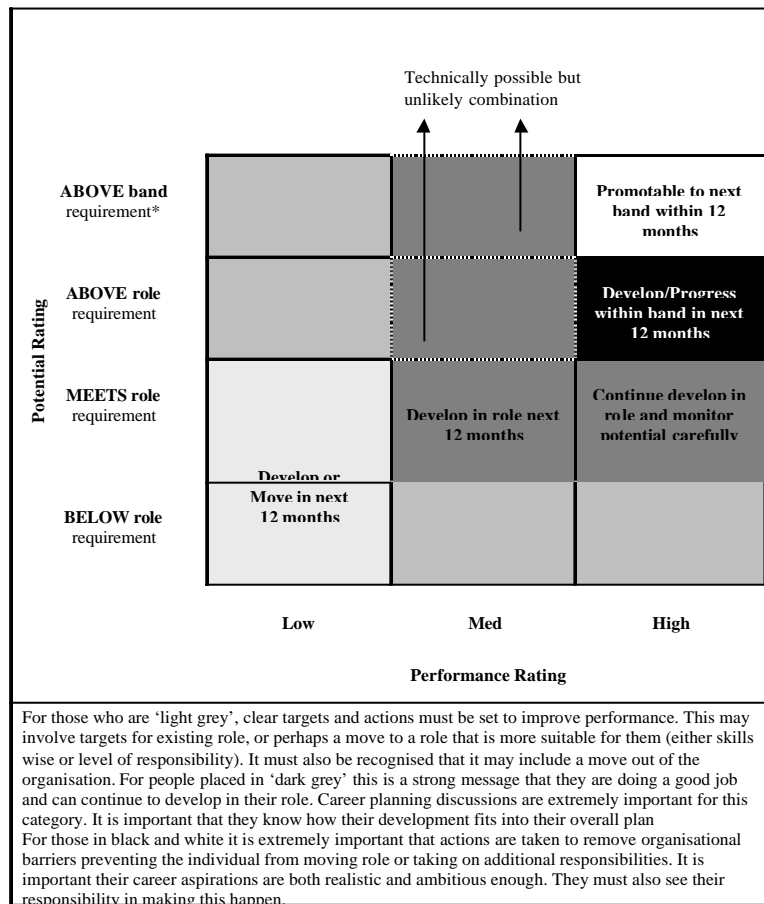 Technically possible but
unlikely combination
ABOVE band
requirement*
Promotable to next
band within 12
months
ABOVE role
requirement
Develop/Progress
within band in next
12 months
Potential Rating
MEETS role
requirement
Develop in role next
12 months
Continue develop in
role and monitor
potential carefully
Develop or
Move in next
12 months
BELOW role
requirement
Low
Med
High
Performance Rating
For those who are ‘light grey’, clear targets and actions must be set to improve performance. This may
involve targets for existing role, or perhaps a move to a role that is more suitable for them (either skills
wise or level of responsibility). It must also be recognised that it may include a move out of the
organisation. For people placed in ‘dark grey’ this is a strong message that they are doing a good job
and can continue to develop in their role. Career planning discussions are extremely important for this
category. It is important that they know how their development fits into their overall plan
For those in black and white it is extremely important that actions are taken to remove organisational
barriers preventing the individual from moving role or taking on additional responsibilities. It is
important their career aspirations are both realistic and ambitious enough. They must also see their
responsibility in making this happen.